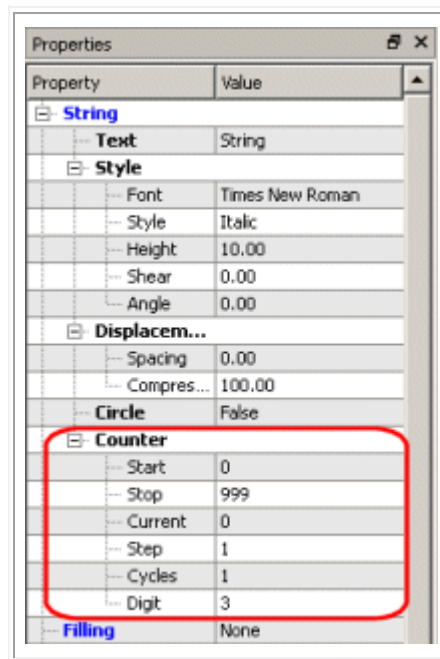 Properties
Property Value
String
Text String
Style
Font Times New Roman
Style Italic
Height 10.00
Shear 0.00
Angle 0.00
Displacem...
Spacing 0.00
Compres... 100.00
Circle False
Counter
Start 0
Stop 999
Current 0
Step 1
Cycles 1
Digit 3
Filling None